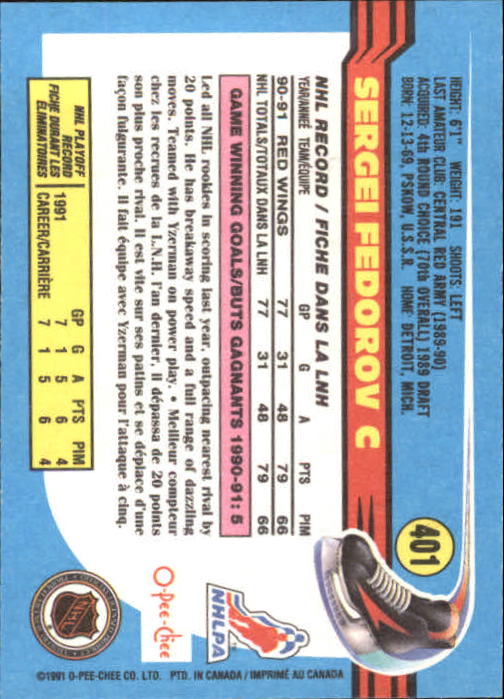 401
HEIGHT: 6'1" WEIGHT: 191 SHOOTS: LEFT
LAST AMATEUR CLUB: CENTRAL RED ARMY (1989-90)
ACQUIRED: 4th ROUND CHOICE (70th OVERALL) 1989 DRAFT
BORN: 12-13-69, PSKOW, U.S.S.R. HOME: DETROIT, MICH.
SERGEI FEDOROV C
NHL RECORD / FICHE DANS LA LNH
YEAR/ANNÉE TEAM/ÉQUIPE GP G A PTS PIM
90-91 RED WINGS 77 31 48 79 66
NHL TOTALS/TOTAUX DANS LA LNH 77 31 48 79 66
GAME WINNING GOALS/BUTS GAGNANTS 1990-91: 5
Led all NHL rookies in scoring last year, outpacing nearest rival by
20 points. He has breakaway speed and a full range of dazzling
moves. Teamed with Yzerman on power play. • Meilleur compteur
chez les recrues de la L.N.H. l'an dernier, il dépassa de 20 points
son plus proche rival. Il est vite sur ses patins et se déplace d'une
façon fulgurante. Il fait équipe avec Yzerman pour l'attaque à cinq.
NHL PLAYOFF
RECORD
FICHE DURANT LES
ÉLIMINATOIRES
GP G A PTS PIM
1991 7 1 5 6 4
CAREER/CARRIÈRE 7 1 5 6 4
NHLPA
O-Pee-Chee
NHL
©1991 O-PEE-CHEE CO. LTD. PTD. IN CANADA / IMPRIMÉ AU CANADA